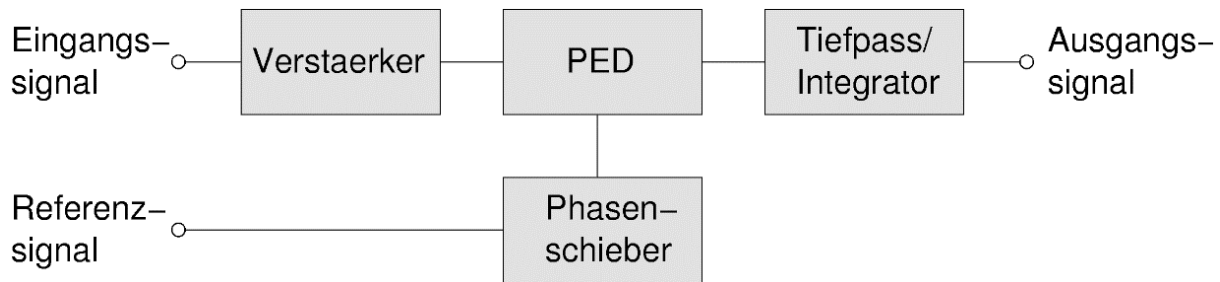 Eingangs–
signal
Verstaerker
PED
Tiefpass/
Integrator
Ausgangs–
signal
Referenz–
signal
Phasen–
schieber